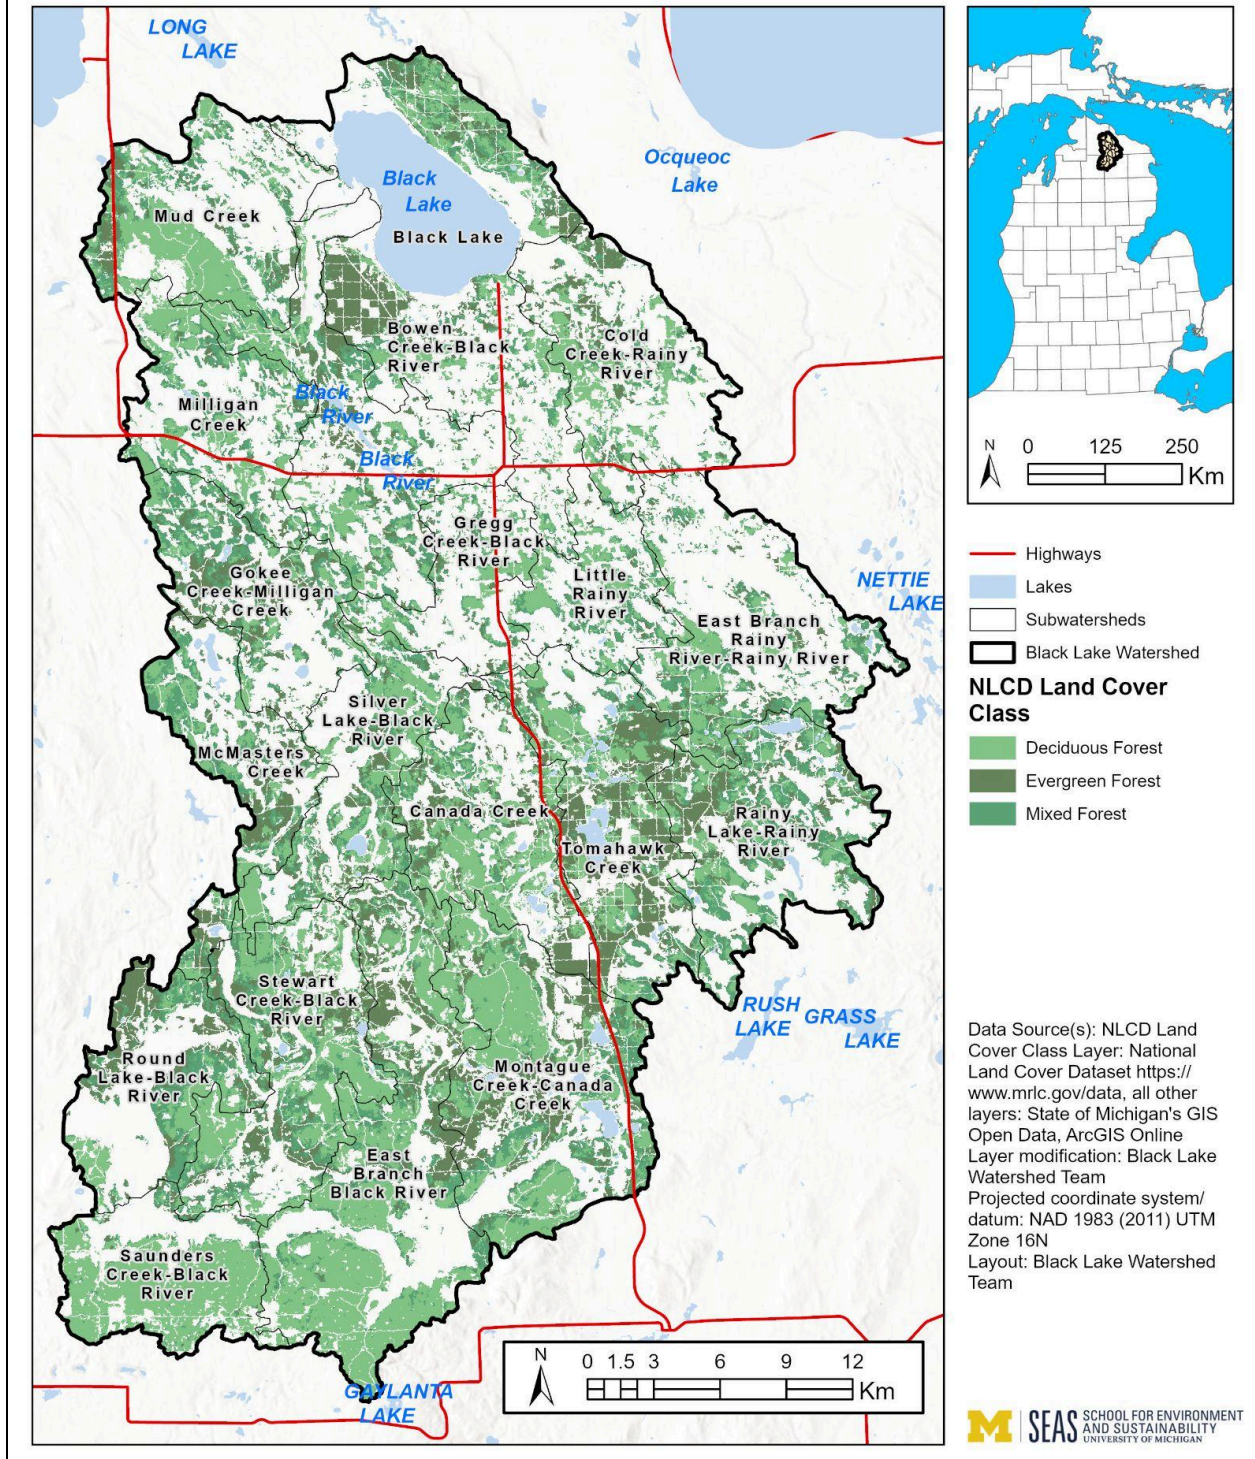 LONG
LAKE
Ocqueoc
Lake
Black
Lake
Black Lake
Mud Creek
Bowen
Creek-Black
River
Cold
Creek-Rainy
River
Milligan
Creek
Black
River
Black
River
Gregg
Creek-Black
River
Gokee
Creek-Milligan
Creek
Little
Rainy
River
NETTIE
LAKE
East Branch
Rainy
River-Rainy River
Silver
Lake-Black
River
McMasters
Creek
Canada Creek
Tomahawk
Creek
Rainy
Lake-Rainy
River
Stewart
Creek-Black
River
RUSH
LAKE
GRASS
LAKE
Round
Lake-Black
River
Montague
Creek-Canada
Creek
East
Branch
Black River
Saunders
Creek-Black
River
GAYLANTA
LAKE
N
0 1.5 3 6 9 12
Km
N
0 125 250
Km
Highways
Lakes
Subwatersheds
Black Lake Watershed
NLCD Land Cover
Class
Deciduous Forest
Evergreen Forest
Mixed Forest
Data Source(s): NLCD Land
Cover Class Layer: National
Land Cover Dataset https://
www.mrlc.gov/data, all other
layers: State of Michigan's GIS
Open Data, ArcGIS Online
Layer modification: Black Lake
Watershed Team
Projected coordinate system/
datum: NAD 1983 (2011) UTM
Zone 16N
Layout: Black Lake Watershed
Team
M SEAS SCHOOL FOR ENVIRONMENT
AND SUSTAINABILITY
UNIVERSITY OF MICHIGAN